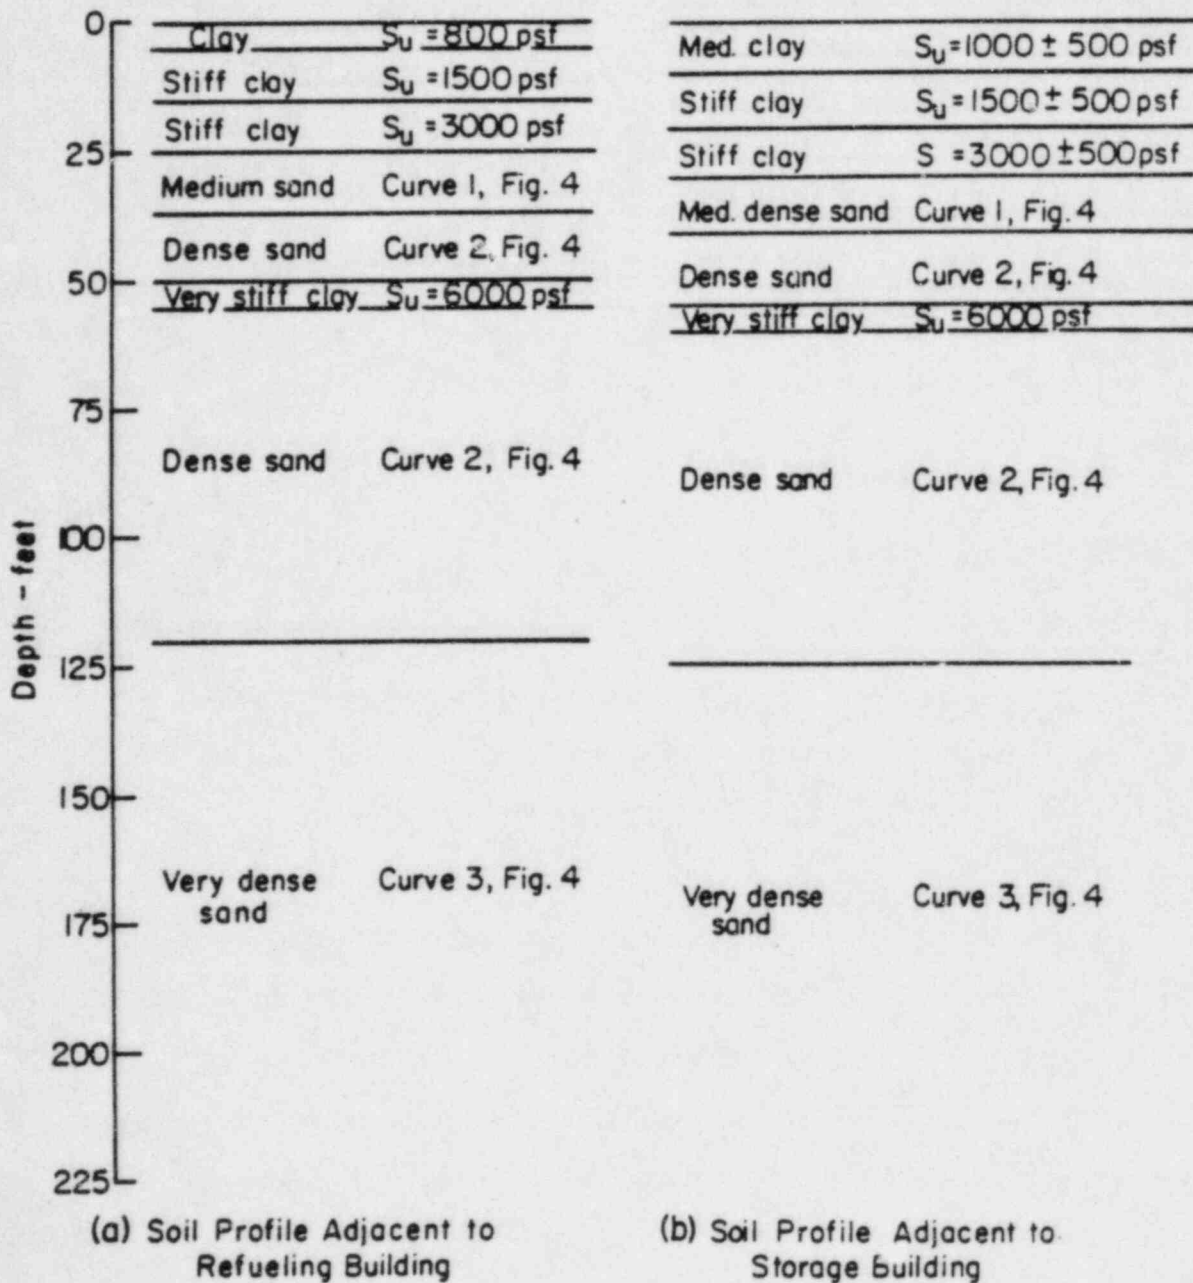 0
25
50
75
100
125
150
175
200
225
Depth - feet
Clay Su = 800 psf
Stiff clay Su = 1500 psf
Stiff clay Su = 3000 psf
Medium sand Curve 1, Fig. 4
Dense sand Curve 2, Fig. 4
Very stiff clay Su = 6000 psf
Dense sand Curve 2, Fig. 4
Very dense Curve 3, Fig. 4
sand
(a) Soil Profile Adjacent to
Refueling Building
Med. clay Su = 1000 ± 500 psf
Stiff clay Su = 1500 ± 500 psf
Stiff clay S = 3000 ± 500 psf
Med. dense sand Curve 1, Fig. 4
Dense sand Curve 2, Fig. 4
Very stiff clay Su = 6000 psf
Dense sand Curve 2, Fig. 4
Very dense Curve 3, Fig. 4
sand
(b) Soil Profile Adjacent to
Storage Building